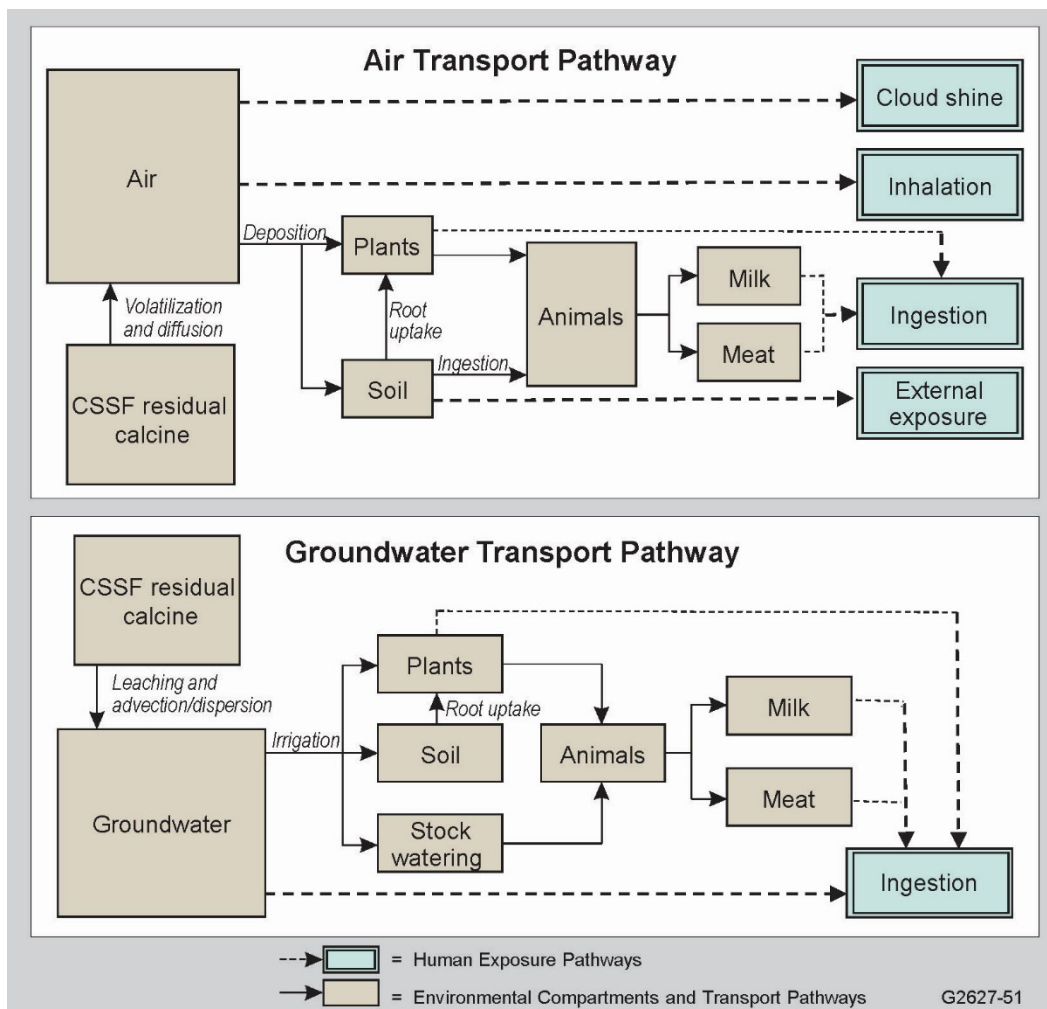 Air Transport Pathway
Air
Cloud shine
Inhalation
Deposition
Plants
Volatilization
and diffusion
Root
uptake
Animals
Milk
Meat
Ingestion
Ingestion
Soil
CSSF residual
calcine
External
exposure
Groundwater Transport Pathway
CSSF residual
calcine
Leaching and
advection/dispersion
Plants
Root uptake
Irrigation
Soil
Animals
Milk
Meat
Groundwater
Stock
watering
Ingestion
= Human Exposure Pathways
= Environmental Compartments and Transport Pathways
G2627-51